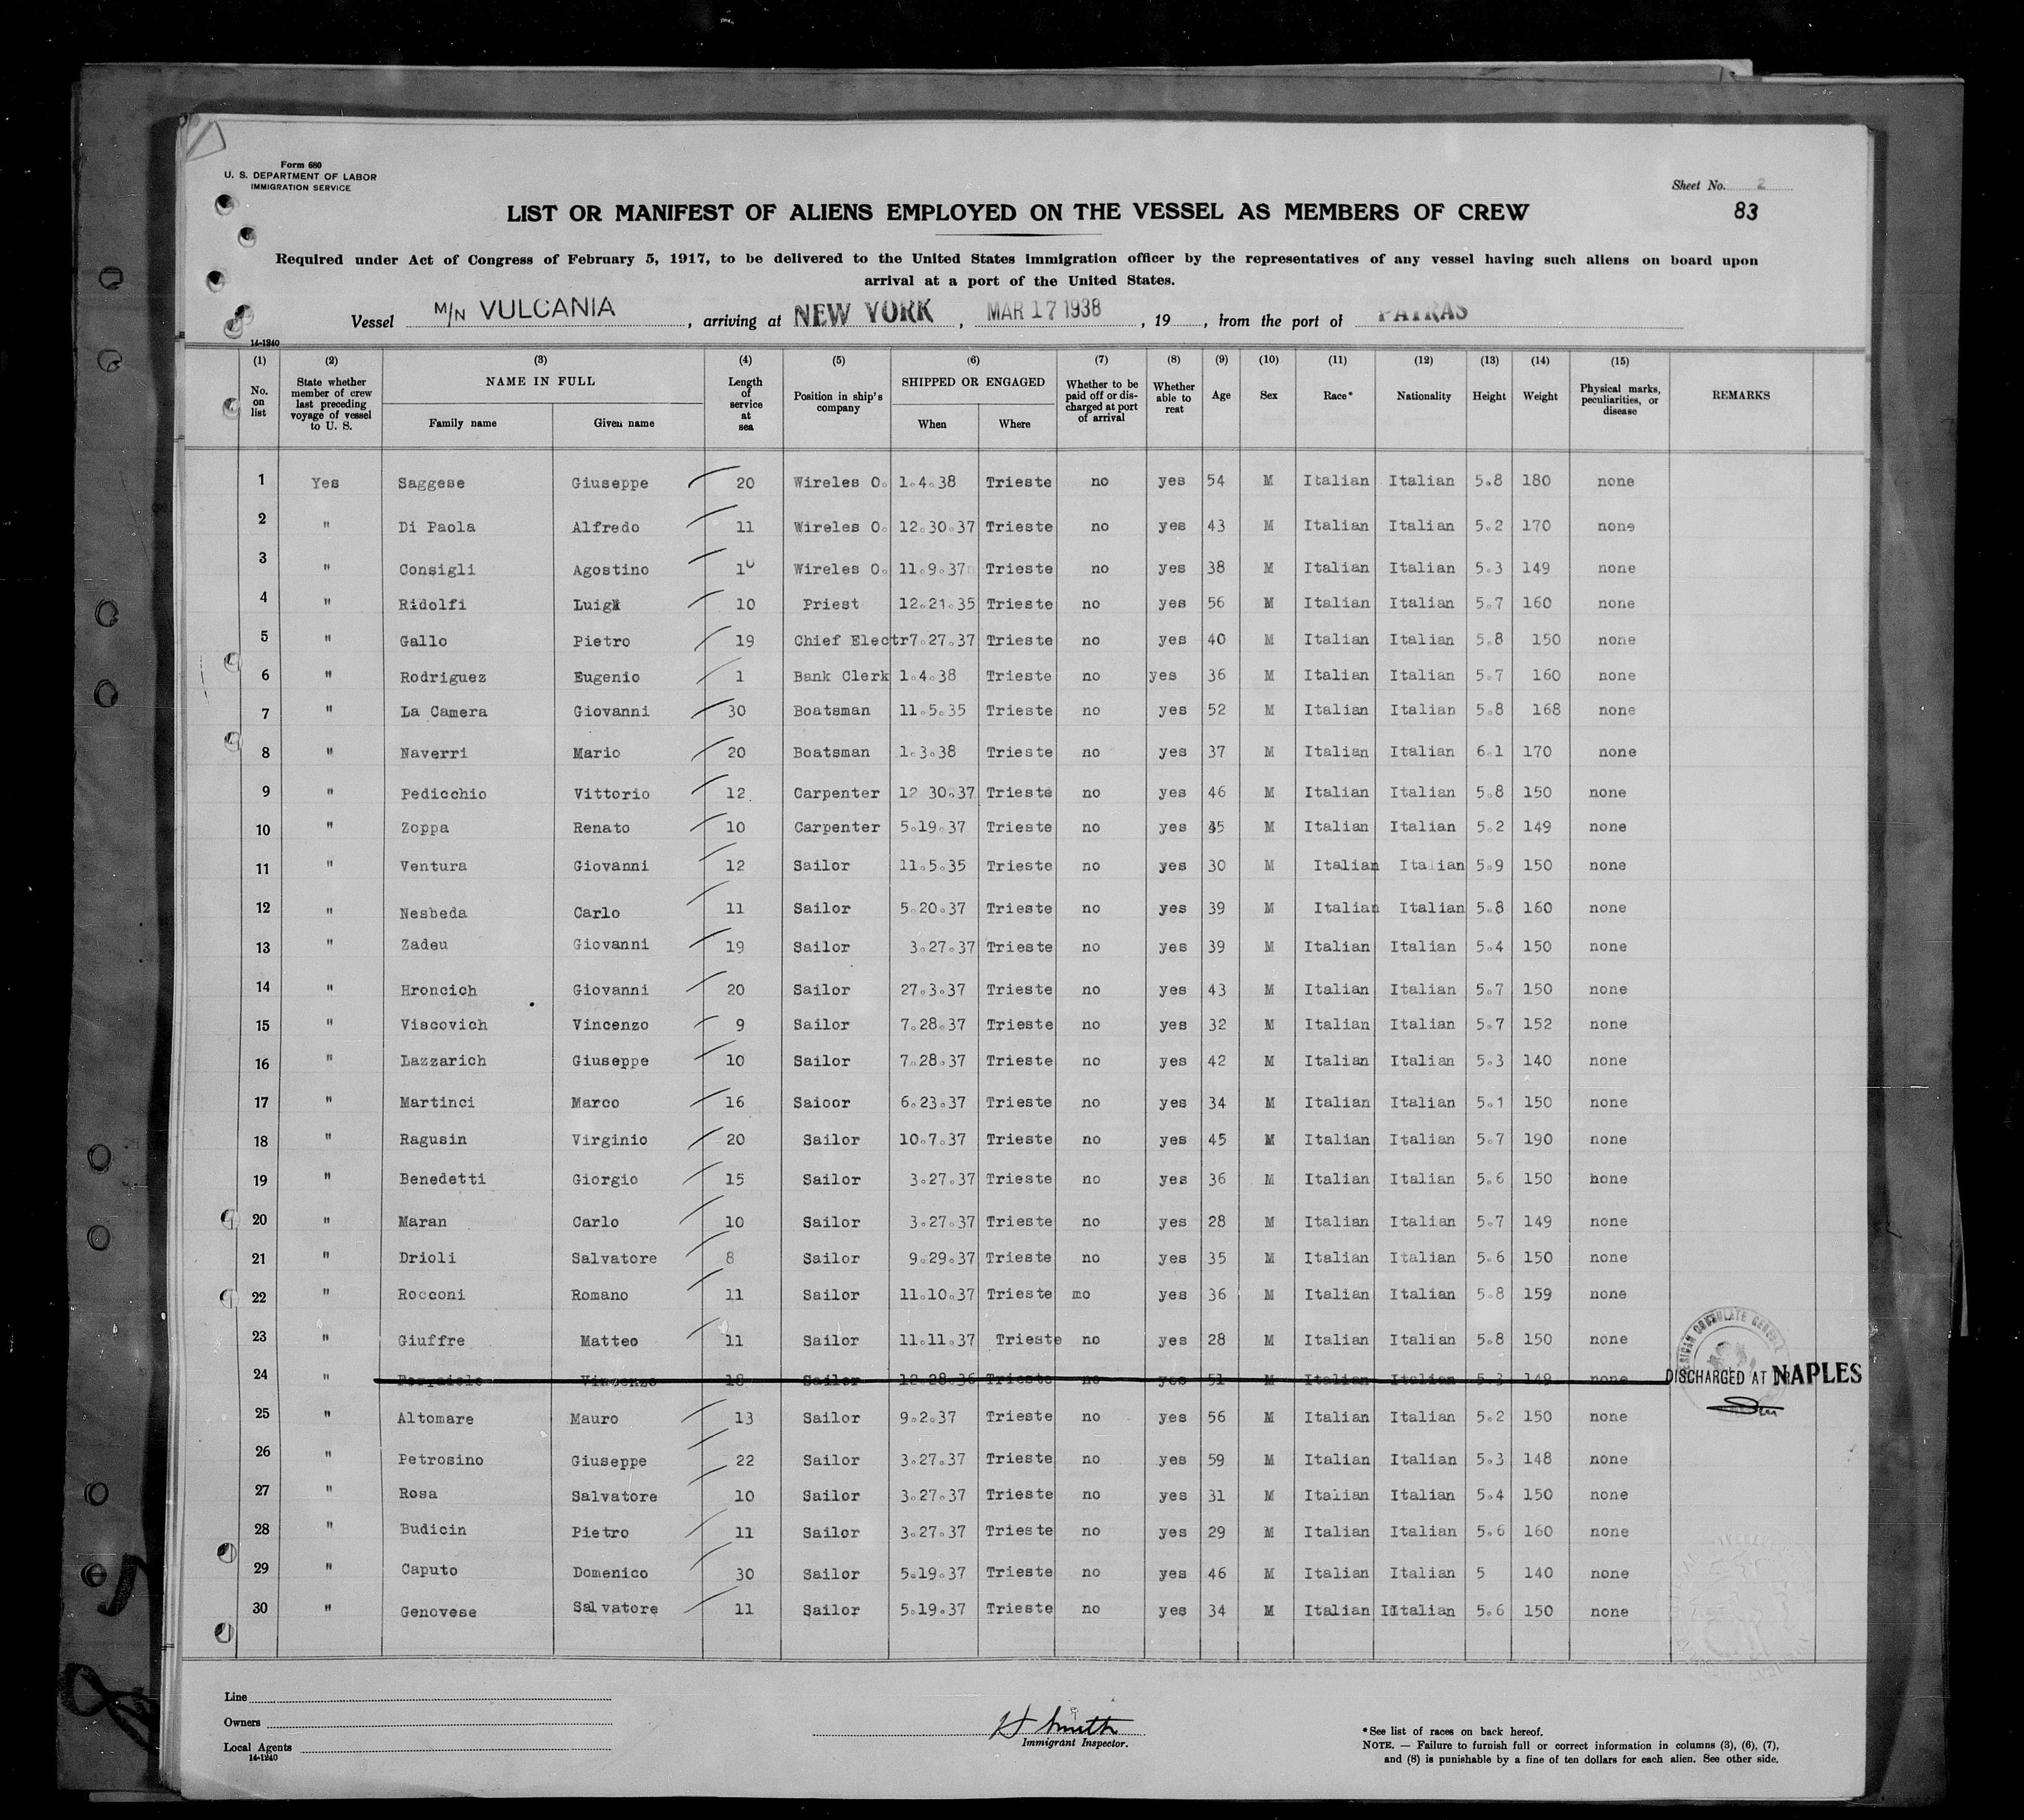 Form 680
U. S. DEPARTMENT OF LABOR
IMMIGRATION SERVICE
Sheet No. 2
83
LIST OR MANIFEST OF ALIENS EMPLOYED ON THE VESSEL AS MEMBERS OF CREW
Required under Act of Congress of February 5, 1917, to be delivered to the United States immigration officer by the representatives of any vessel having such aliens on board upon
arrival at a port of the United States.
Vessel M/N VULCANIA, arriving at NEW YORK, MAR 17 1938, 19, from the port of PATRAS
14-1240
(1) (2) (3) (4) (5) (6) (7) (8) (9) (10) (11) (12) (13) (14) (15)
No. on list State whether member of crew last preceding voyage of vessel to U. S. NAME IN FULL Family name Given name Length of service at sea Position in ship's company SHIPPED OR ENGAGED When Where Whether to be paid off or discharged at port of arrival Whether able to reat Age Sex Race* Nationality Height Weight Physical marks, peculiarities, or disease REMARKS
1 Yes Saggese Giuseppe 20 Wireles O. 1.4.38 Trieste no yes 54 M Italian Italian 5.8 180 none
2 " Di Paola Alfredo 11 Wireles O. 12.30.37 Trieste no yes 43 M Italian Italian 5.2 170 none
3 " Consigli Agostino 10 Wireles O. 11.9.37 Trieste no yes 38 M Italian Italian 5.3 149 none
4 " Ridolfi Luigi 10 Priest 12.21.35 Trieste no yes 56 M Italian Italian 5.7 160 none
5 " Gallo Pietro 19 Chief Electr 7.27.37 Trieste no yes 40 M Italian Italian 5.8 150 none
6 " Rodriguez Eugenio 1 Bank Clerk 1.4.38 Trieste no yes 36 M Italian Italian 5.7 160 none
7 " La Camera Giovanni 30 Boatsman 11.5.35 Trieste no yes 52 M Italian Italian 5.8 168 none
8 " Naverri Mario 20 Boatsman 1.3.38 Trieste no yes 37 M Italian Italian 6.1 170 none
9 " Pedicchio Vittorio 12 Carpenter 12 30.37 Trieste no yes 46 M Italian Italian 5.8 150 none
10 " Zoppa Renato 10 Carpenter 5.19.37 Trieste no yes M Italian Italian 5.2 149 none
11 " Ventura Giovanni 12 Sailor 11.5.35 Trieste no yes 30 M Italian Italian 5.9 150 none
12 " Nesbeda Carlo 11 Sailor 5.20.37 Trieste no yes 39 M Italian Italian 5.8 160 none
13 " Zadeu Giovanni 19 Sailor 3.27.37 Trieste no yes 39 M Italian Italian 5.4 150 none
14 " Hroncich Giovanni 20 Sailor 27.3.37 Trieste no yes 43 M Italian Italian 5.7 150 none
15 " Viscovich Vincenzo 9 Sailor 7.28.37 Trieste no yes 32 M Italian Italian 5.7 152 none
16 " Lazzarich Giuseppe 10 Sailor 7.28.37 Trieste no yes 42 M Italian Italian 5.3 140 none
17 " Martinci Marco 16 Saioor 6.23.37 Trieste no yes 34 M Italian Italian 5.1 150 none
18 " Ragusin Virginio 20 Sailor 10.7.37 Trieste no yes 45 M Italian Italian 5.7 190 none
19 " Benedetti Giorgio 15 Sailor 3.27.37 Trieste no yes 36 M Italian Italian 5.6 150 none
20 " Maran Carlo 10 Sailor 3.27.37 Trieste no yes 28 M Italian Italian 5.7 149 none
21 " Drioli Salvatore 8 Sailor 9.29.37 Trieste no yes 35 M Italian Italian 5.6 150 none
22 " Rocconi Romano 11 Sailor 11.10.37 Trieste mo yes 36 M Italian Italian 5.8 159 none
23 " Giuffre Matteo 11 Sailor 11.11.37 Trieste no yes 28 M Italian Italian 5.8 150 none
24 " Vincenzo 18 Sailor 12.28.36 Trieste no yes 51 M Italian Italian 5.3 149 none DISCHARGED AT NAPLES
25 " Altomare Mauro 13 Sailor 9.2.37 Trieste no yes 56 M Italian Italian 5.2 150 none
26 " Petrosino Giuseppe 22 Sailor 3.27.37 Trieste no yes 59 M Italian Italian 5.3 148 none
27 " Rosa Salvatore 10 Sailor 3.27.37 Trieste no yes 31 M Italian Italian 5.4 150 none
28 " Budicin Pietro 11 Sailor 3.27.37 Trieste no yes 29 M Italian Italian 5.6 160 none
29 " Caputo Domenico 30 Sailor 5.19.37 Trieste no yes 46 M Italian Italian 5 140 none
30 " Genovese Salvatore 11 Sailor 5.19.37 Trieste no yes 34 M Italian IItalian 5.6 150 none
Line
Owners
Local Agents
14-1240
H Smith
Immigrant Inspector.
*See list of races on back hereof.
NOTE. — Failure to furnish full or correct information in columns (3), (6), (7),
and (8) is punishable by a fine of ten dollars for each alien. See other side.